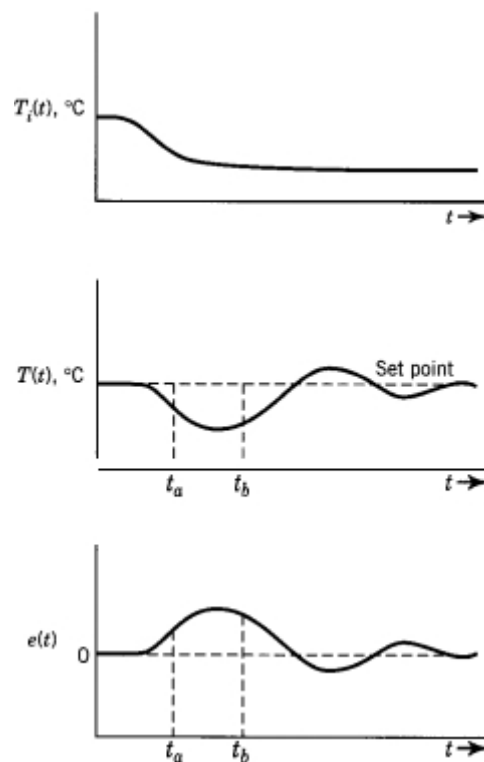 Tᵢ(t), °C
t →
T(t), °C
Set point
tₐ
t_b
t →
e(t)
0
tₐ
t_b
t →